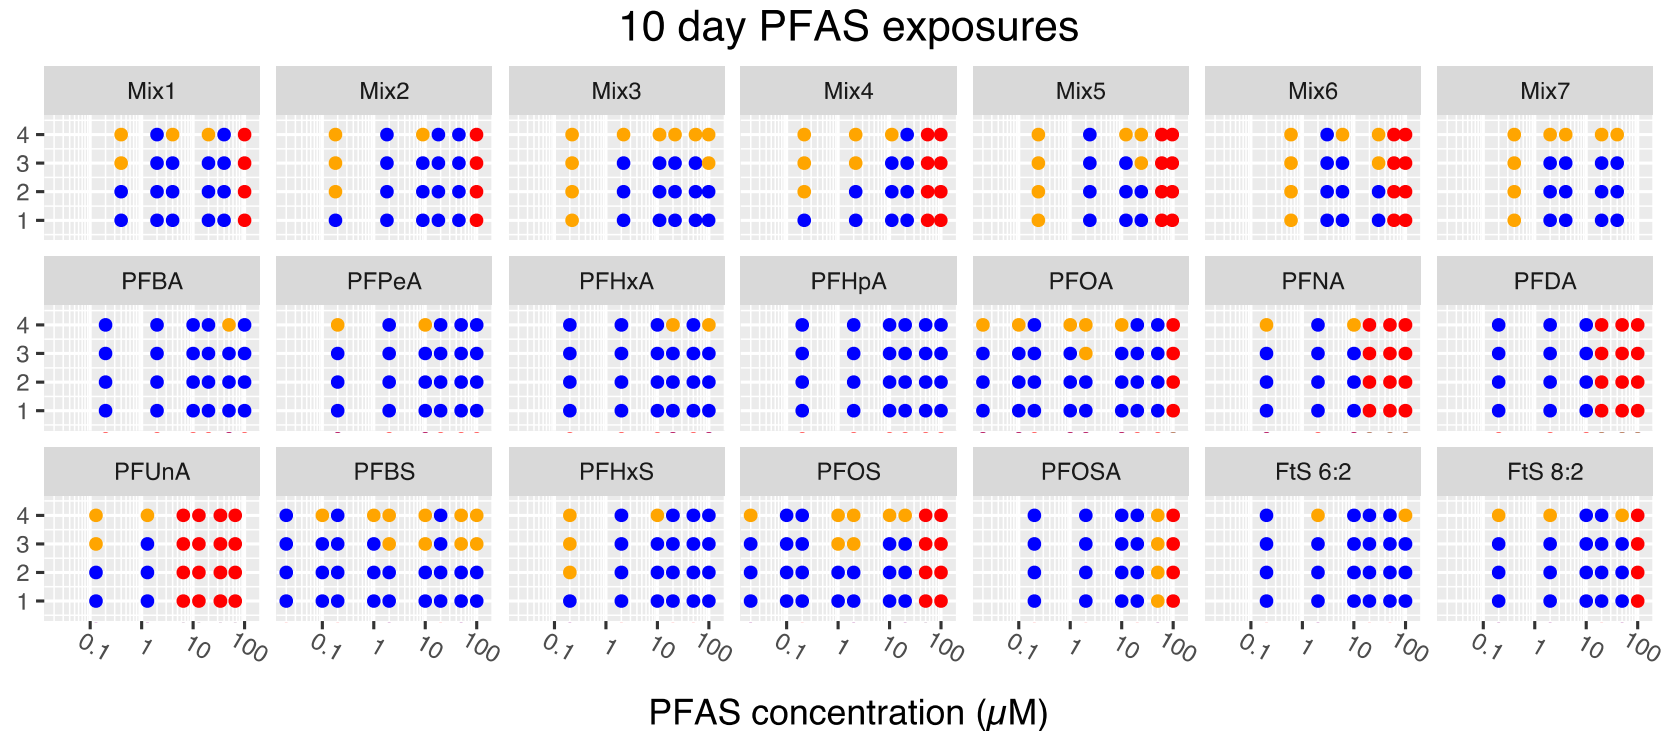 10 day PFAS exposures
Mix1 Mix2 Mix3 Mix4 Mix5 Mix6 Mix7
4
3
2
1
PFBA PFPeA PFHxA PFHpA PFOA PFNA PFDA
4
3
2
1
PFUnA PFBS PFHxS PFOS PFOSA FtS 6:2 FtS 8:2
4
3
2
1
0.1 1 10 100 0.1 1 10 100 0.1 1 10 100 0.1 1 10 100 0.1 1 10 100 0.1 1 10 100 0.1 1 10 100
PFAS concentration (μM)